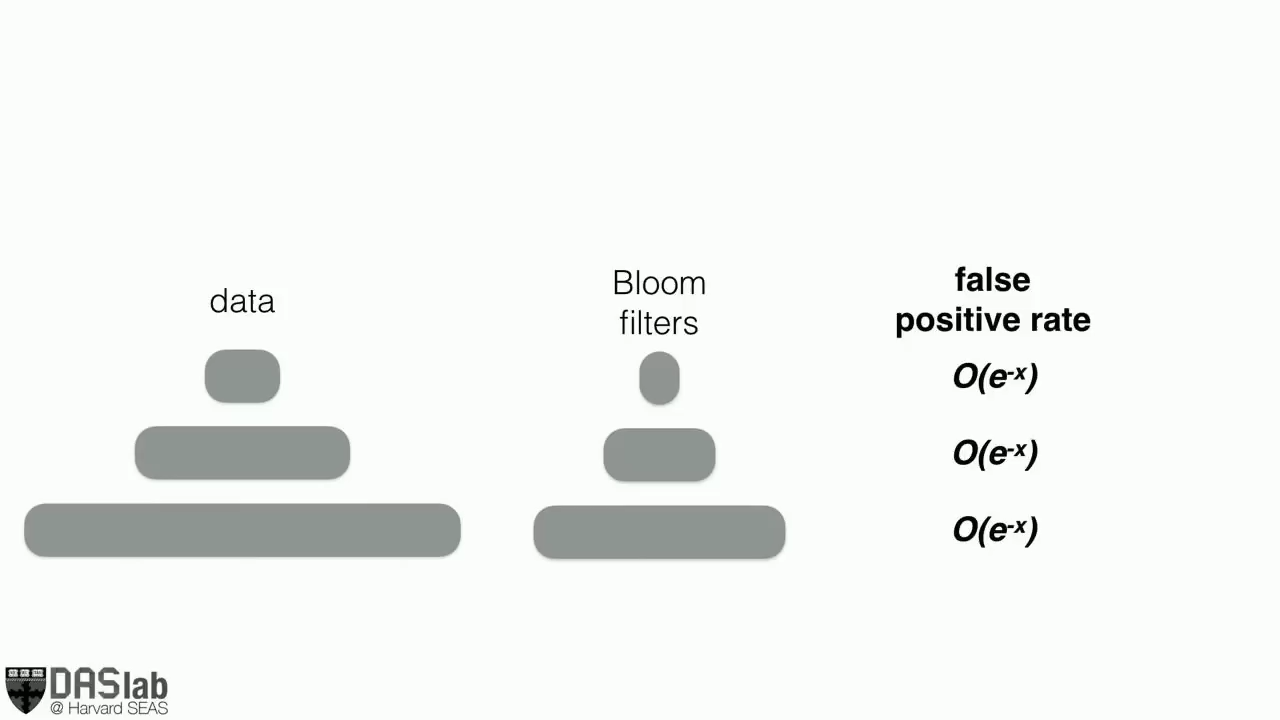 data
Bloom
filters
false
positive rate
O(e⁻ˣ)
O(e⁻ˣ)
O(e⁻ˣ)
DASlab
@ Harvard SEAS